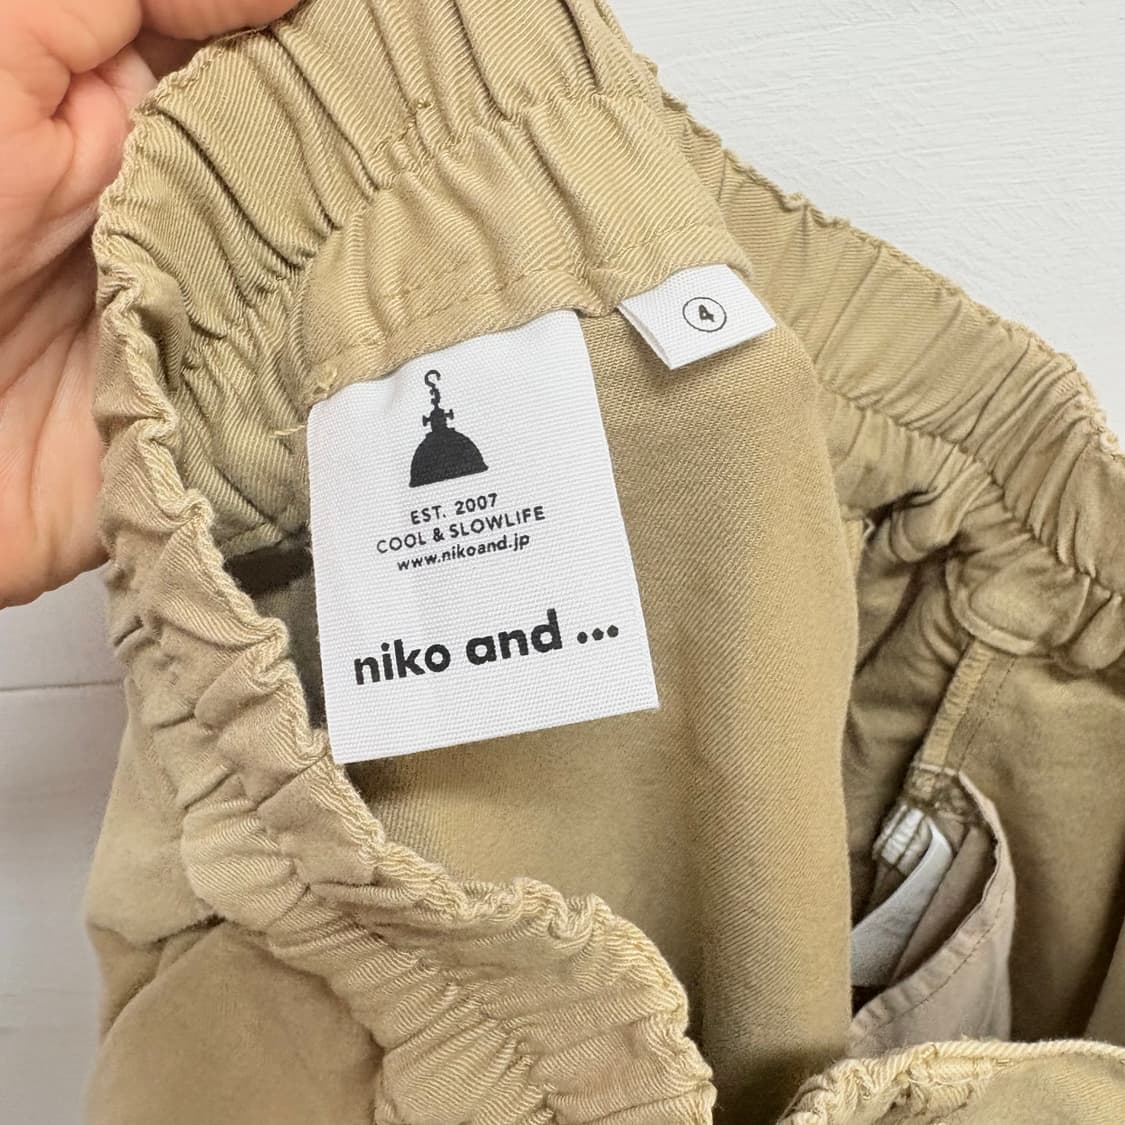 4
EST. 2007
COOL & SLOWLIFE
www.nikoand.jp
niko and ...